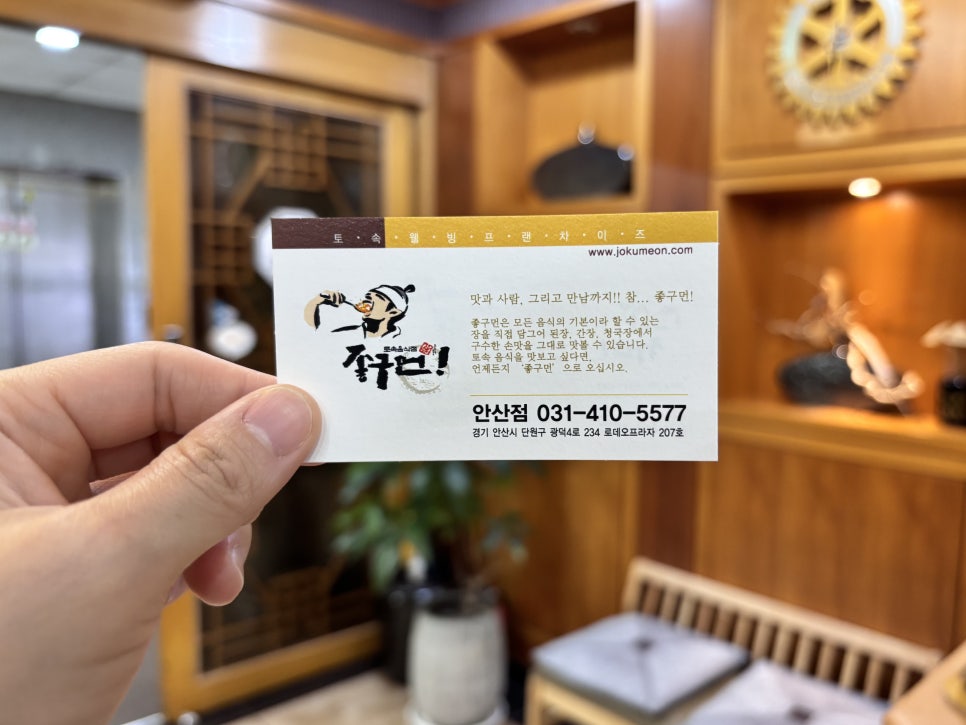 토·속·웰·빙·프·랜·차·이·즈
www.jokumeon.com
맛과 사람, 그리고 만남까지!! 참... 좋구먼!
좋구먼은 모든 음식의 기본이라 할 수 있는
장을 직접 담그어 된장, 간장, 청국장에서
구수한 손맛을 그대로 맛볼 수 있습니다.
토속 음식을 맛보고 싶다면,
언제든지 '좋구먼' 으로 오십시오.
토속음식점
좋구먼!
안산점 031-410-5577
경기 안산시 단원구 광덕4로 234 로데오프라자 207호